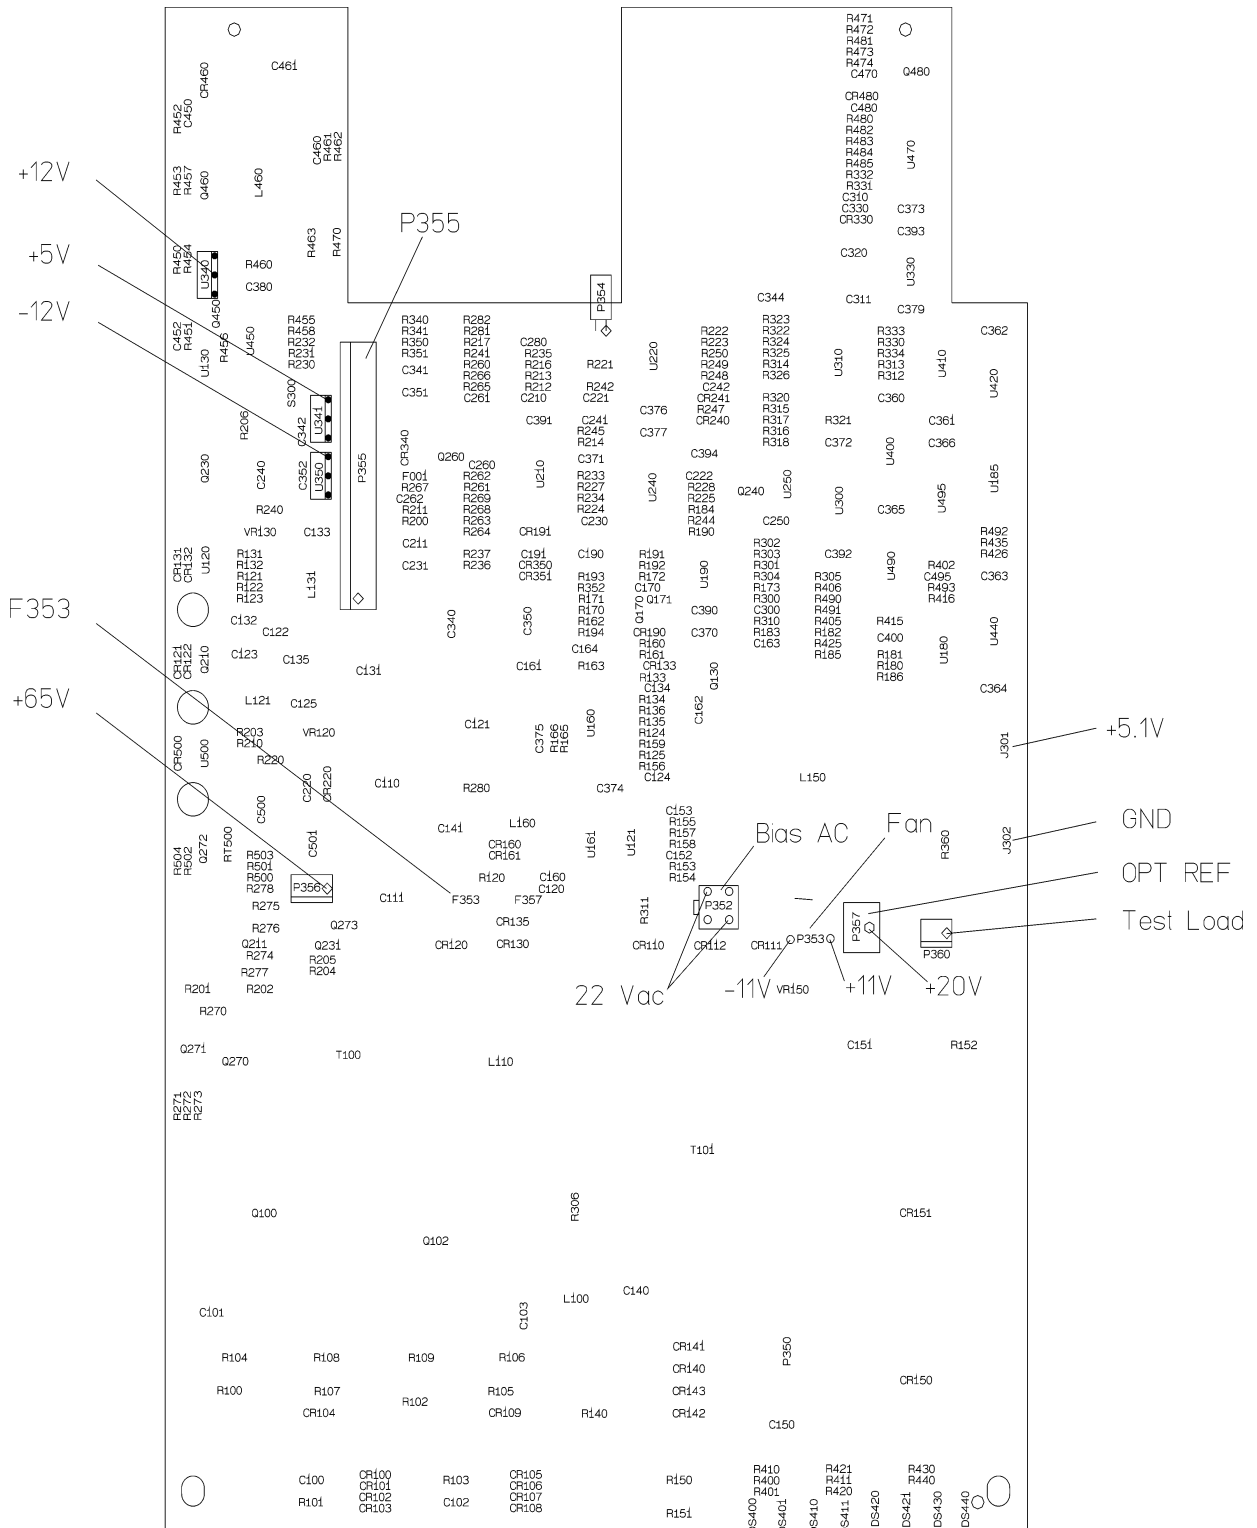 R471
R472
R481
R473
R474
C470
Q480
C461
CR460
R452
C450
CR480
C480
R480
R482
R483
R484
R485
R332
R331
C310
C330
CR330
U470
C460
R461
R462
+12V
R453
R457
Q460
L460
C373
C393
P355
+5V
R463
R470
R450
R454
U340
R460
C380
C320
U330
-12V
P354
C344
C311
C379
Q450
C452
R451
R456
U450
U130
R455
R458
R232
R231
R230
R340
R341
R350
R351
C341
C351
R282
R281
R217
R241
R260
R266
R265
C261
C280
R235
R216
R213
R212
C210
R221
R242
C221
U220
R222
R223
R250
R249
R248
C242
CR241
R247
CR240
R323
R322
R324
R325
R314
R326
R320
R315
R317
R316
R318
U310
R333
R330
R334
R313
R312
C360
U410
C362
U420
S300
U341
C342
R206
C391
C241
R245
R214
C376
C377
R321
C372
C361
C366
U400
CR340
Q260
C260
C371
C394
Q230
C240
C352
U350
P355
F001
R267
C262
R211
R200
R262
R261
R269
R268
R263
R264
U210
R233
R227
R234
R224
C230
U240
C222
R228
R225
R184
R244
R190
Q240
U250
C250
U300
C365
U495
U185
R240
VR130
C133
CR191
R492
R435
R426
C211
C231
R237
R236
C191
CR350
CR351
C190
R191
R192
R172
C170
Q171
Q170
U190
R302
R303
R301
R304
R173
R300
C300
R310
R183
C163
C392
R305
R406
R490
R491
R405
R182
R425
R185
U490
R402
C495
R493
R416
C363
CR131
CR132
U120
R131
R132
R121
R122
R123
L131
R193
R352
R171
R170
R162
R194
C390
C370
F353
C132
C122
C340
C350
CR190
R160
R161
CR133
R133
C134
R134
R136
R135
R124
R159
R125
R156
C124
R415
C400
R181
R180
R186
U180
U440
CR121
CR122
Q210
C123
C135
C131
C161
C164
R163
Q130
C162
C364
+65V
L121
C125
R203
R210
R220
VR120
C121
C375
R166
R165
U160
J301
+5.1V
CR500
U500
C220
CR220
C110
R280
C374
L150
C500
C501
C141
L160
CR160
CR161
U161
U121
C153
R155
R157
R158
C152
R153
R154
Bias AC
Fan
R360
J302
GND
R504
R502
Q272
RT500
R503
R501
R500
R278
R275
P356
C111
R120
F353
C160
C120
F357
R311
P352
OPT REF
P357
Test Load
P360
R276
Q211
R274
R277
R202
Q273
Q231
R205
R204
CR120
CR135
CR130
CR110
CR112
CR111
P353
22 Vac
-11V
VR150
+11V
+20V
R201
R270
Q271
Q270
T100
L110
C151
R152
R271
R272
R273
T101
Q100
Q102
R306
CR151
C101
C103
L100
C140
R104
R108
R109
R106
CR141
CR140
CR143
CR142
P350
CR150
R100
R107
CR104
R102
R105
CR109
R140
C150
C100
R101
CR100
CR101
CR102
CR103
R103
C102
CR105
CR106
CR107
CR108
R150
R151
R410
R400
R401
R421
R411
R420
R430
R440
DS400
DS401
DS410
DS411
DS420
DS421
DS430
DS440